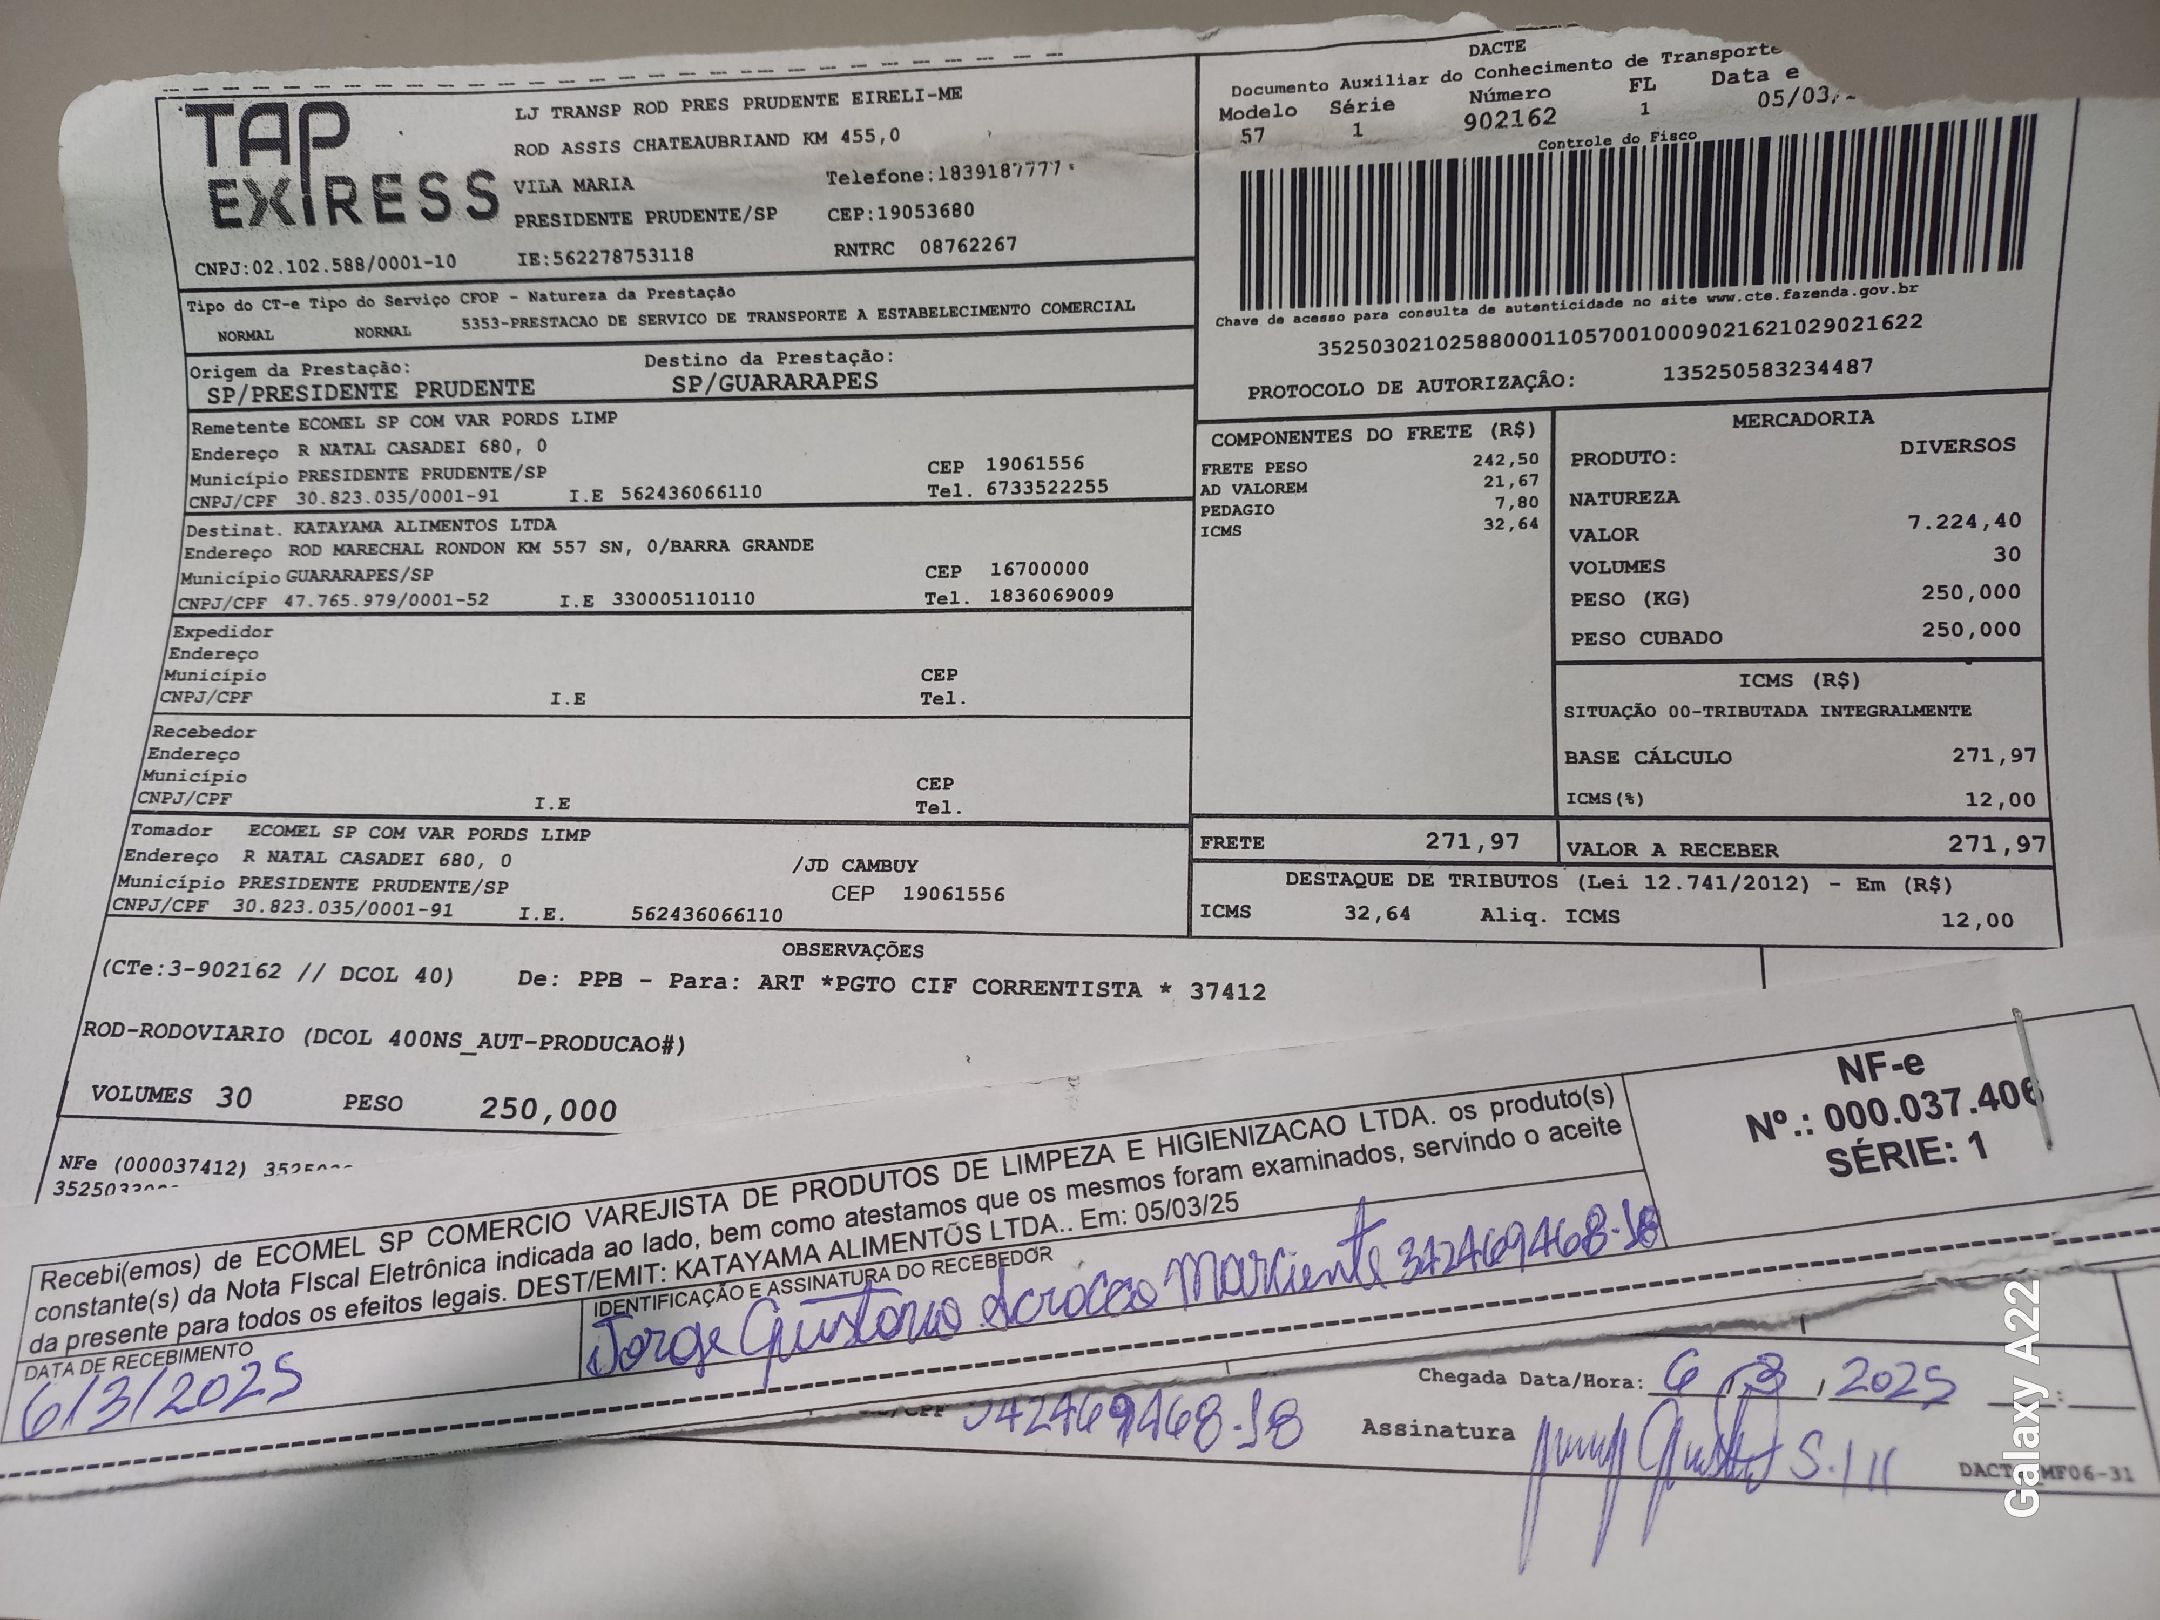 TAP
EXPRESS
LJ TRANSP ROD PRES PRUDENTE EIRELI-ME
ROD ASSIS CHATEAUBRIAND KM 455,0
VILA MARIA Telefone:1839187777
PRESIDENTE PRUDENTE/SP CEP:19053680
CNPJ:02.102.588/0001-10 IE:562278753118 RNTRC 08762267
DACTE
Documento Auxiliar do Conhecimento de Transporte
Modelo Série Número FL Data e
57 1 902162 1 05/03/
Controle do Fisco
Chave de acesso para consulta de autenticidade no site www.cte.fazenda.gov.br
35250302102588000110570010009021621029021622
PROTOCOLO DE AUTORIZAÇÃO: 135250583234487
Tipo do CT-e Tipo do Serviço CFOP - Natureza da Prestação
NORMAL NORMAL 5353-PRESTACAO DE SERVICO DE TRANSPORTE A ESTABELECIMENTO COMERCIAL
Origem da Prestação: Destino da Prestação:
SP/PRESIDENTE PRUDENTE SP/GUARARAPES
Remetente ECOMEL SP COM VAR PORDS LIMP
Endereço R NATAL CASADEI 680, 0
Município PRESIDENTE PRUDENTE/SP CEP 19061556
CNPJ/CPF 30.823.035/0001-91 I.E 562436066110 Tel. 6733522255
Destinat. KATAYAMA ALIMENTOS LTDA
Endereço ROD MARECHAL RONDON KM 557 SN, 0/BARRA GRANDE
Município GUARARAPES/SP CEP 16700000
CNPJ/CPF 47.765.979/0001-52 I.E 330005110110 Tel. 1836069009
Expedidor
Endereço
Município CEP
CNPJ/CPF I.E Tel.
Recebedor
Endereço
Município CEP
CNPJ/CPF I.E Tel.
Tomador ECOMEL SP COM VAR PORDS LIMP
Endereço R NATAL CASADEI 680, 0 /JD CAMBUY
Município PRESIDENTE PRUDENTE/SP CEP 19061556
CNPJ/CPF 30.823.035/0001-91 I.E. 562436066110
COMPONENTES DO FRETE (R$)
FRETE PESO 242,50
AD VALOREM 21,67
PEDAGIO 7,80
ICMS 32,64
MERCADORIA
PRODUTO: DIVERSOS
NATUREZA
VALOR 7.224,40
VOLUMES 30
PESO (KG) 250,000
PESO CUBADO 250,000
ICMS (R$)
SITUAÇÃO 00-TRIBUTADA INTEGRALMENTE
BASE CÁLCULO 271,97
ICMS(%) 12,00
FRETE 271,97 VALOR A RECEBER 271,97
DESTAQUE DE TRIBUTOS (Lei 12.741/2012) - Em (R$)
ICMS 32,64 Aliq. ICMS 12,00
OBSERVAÇÕES
(CTe:3-902162 // DCOL 40) De: PPB - Para: ART *PGTO CIF CORRENTISTA * 37412
ROD-RODOVIARIO (DCOL 400NS_AUT-PRODUCAO#)
VOLUMES 30 PESO 250,000
NFe (000037412)
Recebi(emos) de ECOMEL SP COMERCIO VAREJISTA DE PRODUTOS DE LIMPEZA E HIGIENIZACAO LTDA. os produto(s)
constante(s) da Nota FIscal Eletrônica indicada ao lado, bem como atestamos que os mesmos foram examinados, servindo o aceite
da presente para todos os efeitos legais. DEST/EMIT: KATAYAMA ALIMENTOS LTDA.. Em: 05/03/25
NF-e
Nº.: 000.037.406
SÉRIE: 1
DATA DE RECEBIMENTO
6/3/2025
IDENTIFICAÇÃO E ASSINATURA DO RECEBEDOR
Jorge Gustavo
Chegada Data/Hora: 6 / 3 / 2025 :
Assinatura
Galaxy A22